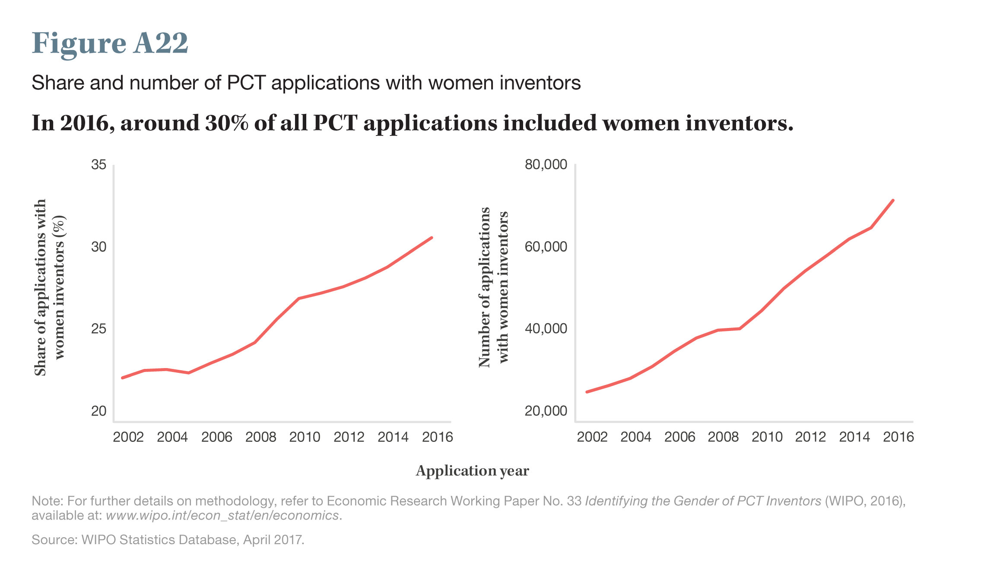 Figure A22
Share and number of PCT applications with women inventors
In 2016, around 30% of all PCT applications included women inventors.
Share of applications with
women inventors (%)
35
30
25
20
2002 2004 2006 2008 2010 2012 2014 2016
Number of applications
with women inventors
80,000
60,000
40,000
20,000
2002 2004 2006 2008 2010 2012 2014 2016
Application year
Note: For further details on methodology, refer to Economic Research Working Paper No. 33 Identifying the Gender of PCT Inventors (WIPO, 2016),
available at: www.wipo.int/econ_stat/en/economics.
Source: WIPO Statistics Database, April 2017.